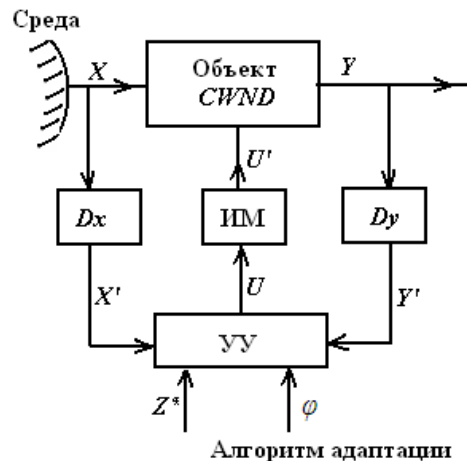 Среда
X
Объект
CWND
Y
U'
Dx
ИМ
Dy
X'
U
Y'
УУ
Z*
φ
Алгоритм адаптации